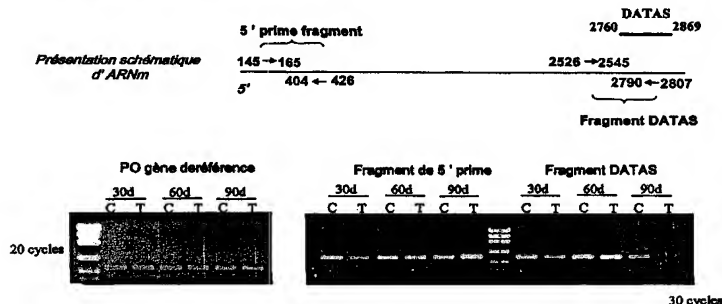 DATAS
2760 2869
5 ' prime fragment
Présentation schématique
d' ARNm
145 → 165
2526 → 2545
404 ← 426
2790 ← 2807
5'
Fragment DATAS
PO gène deréférence
Fragment de 5 ' prime
Fragment DATAS
30d 60d 90d
30d 60d 90d
30d 60d 90d
C T C T C T
C T C T C T
C T C T C T
20 cycles
30 cycles